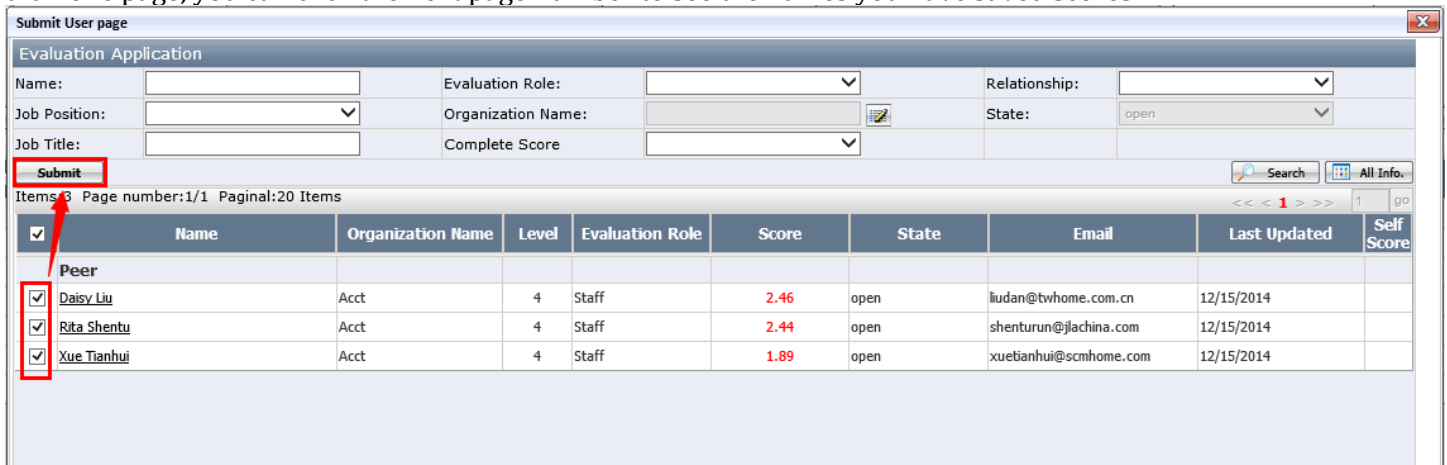 Submit User page
Evaluation Application
Name: Evaluation Role: Relationship:
Job Position: Organization Name: State: open
Job Title: Complete Score
Submit Search All Info.
Items:3 Page number:1/1 Paginal:20 Items << < 1 > >> 1 go
Name Organization Name Level Evaluation Role Score State Email Last Updated Self Score
Peer
Daisy Liu Acct 4 Staff 2.46 open liudan@twhome.com.cn 12/15/2014
Rita Shentu Acct 4 Staff 2.44 open shenturun@jlachina.com 12/15/2014
Xue Tianhui Acct 4 Staff 1.89 open xuetianhui@scmhome.com 12/15/2014